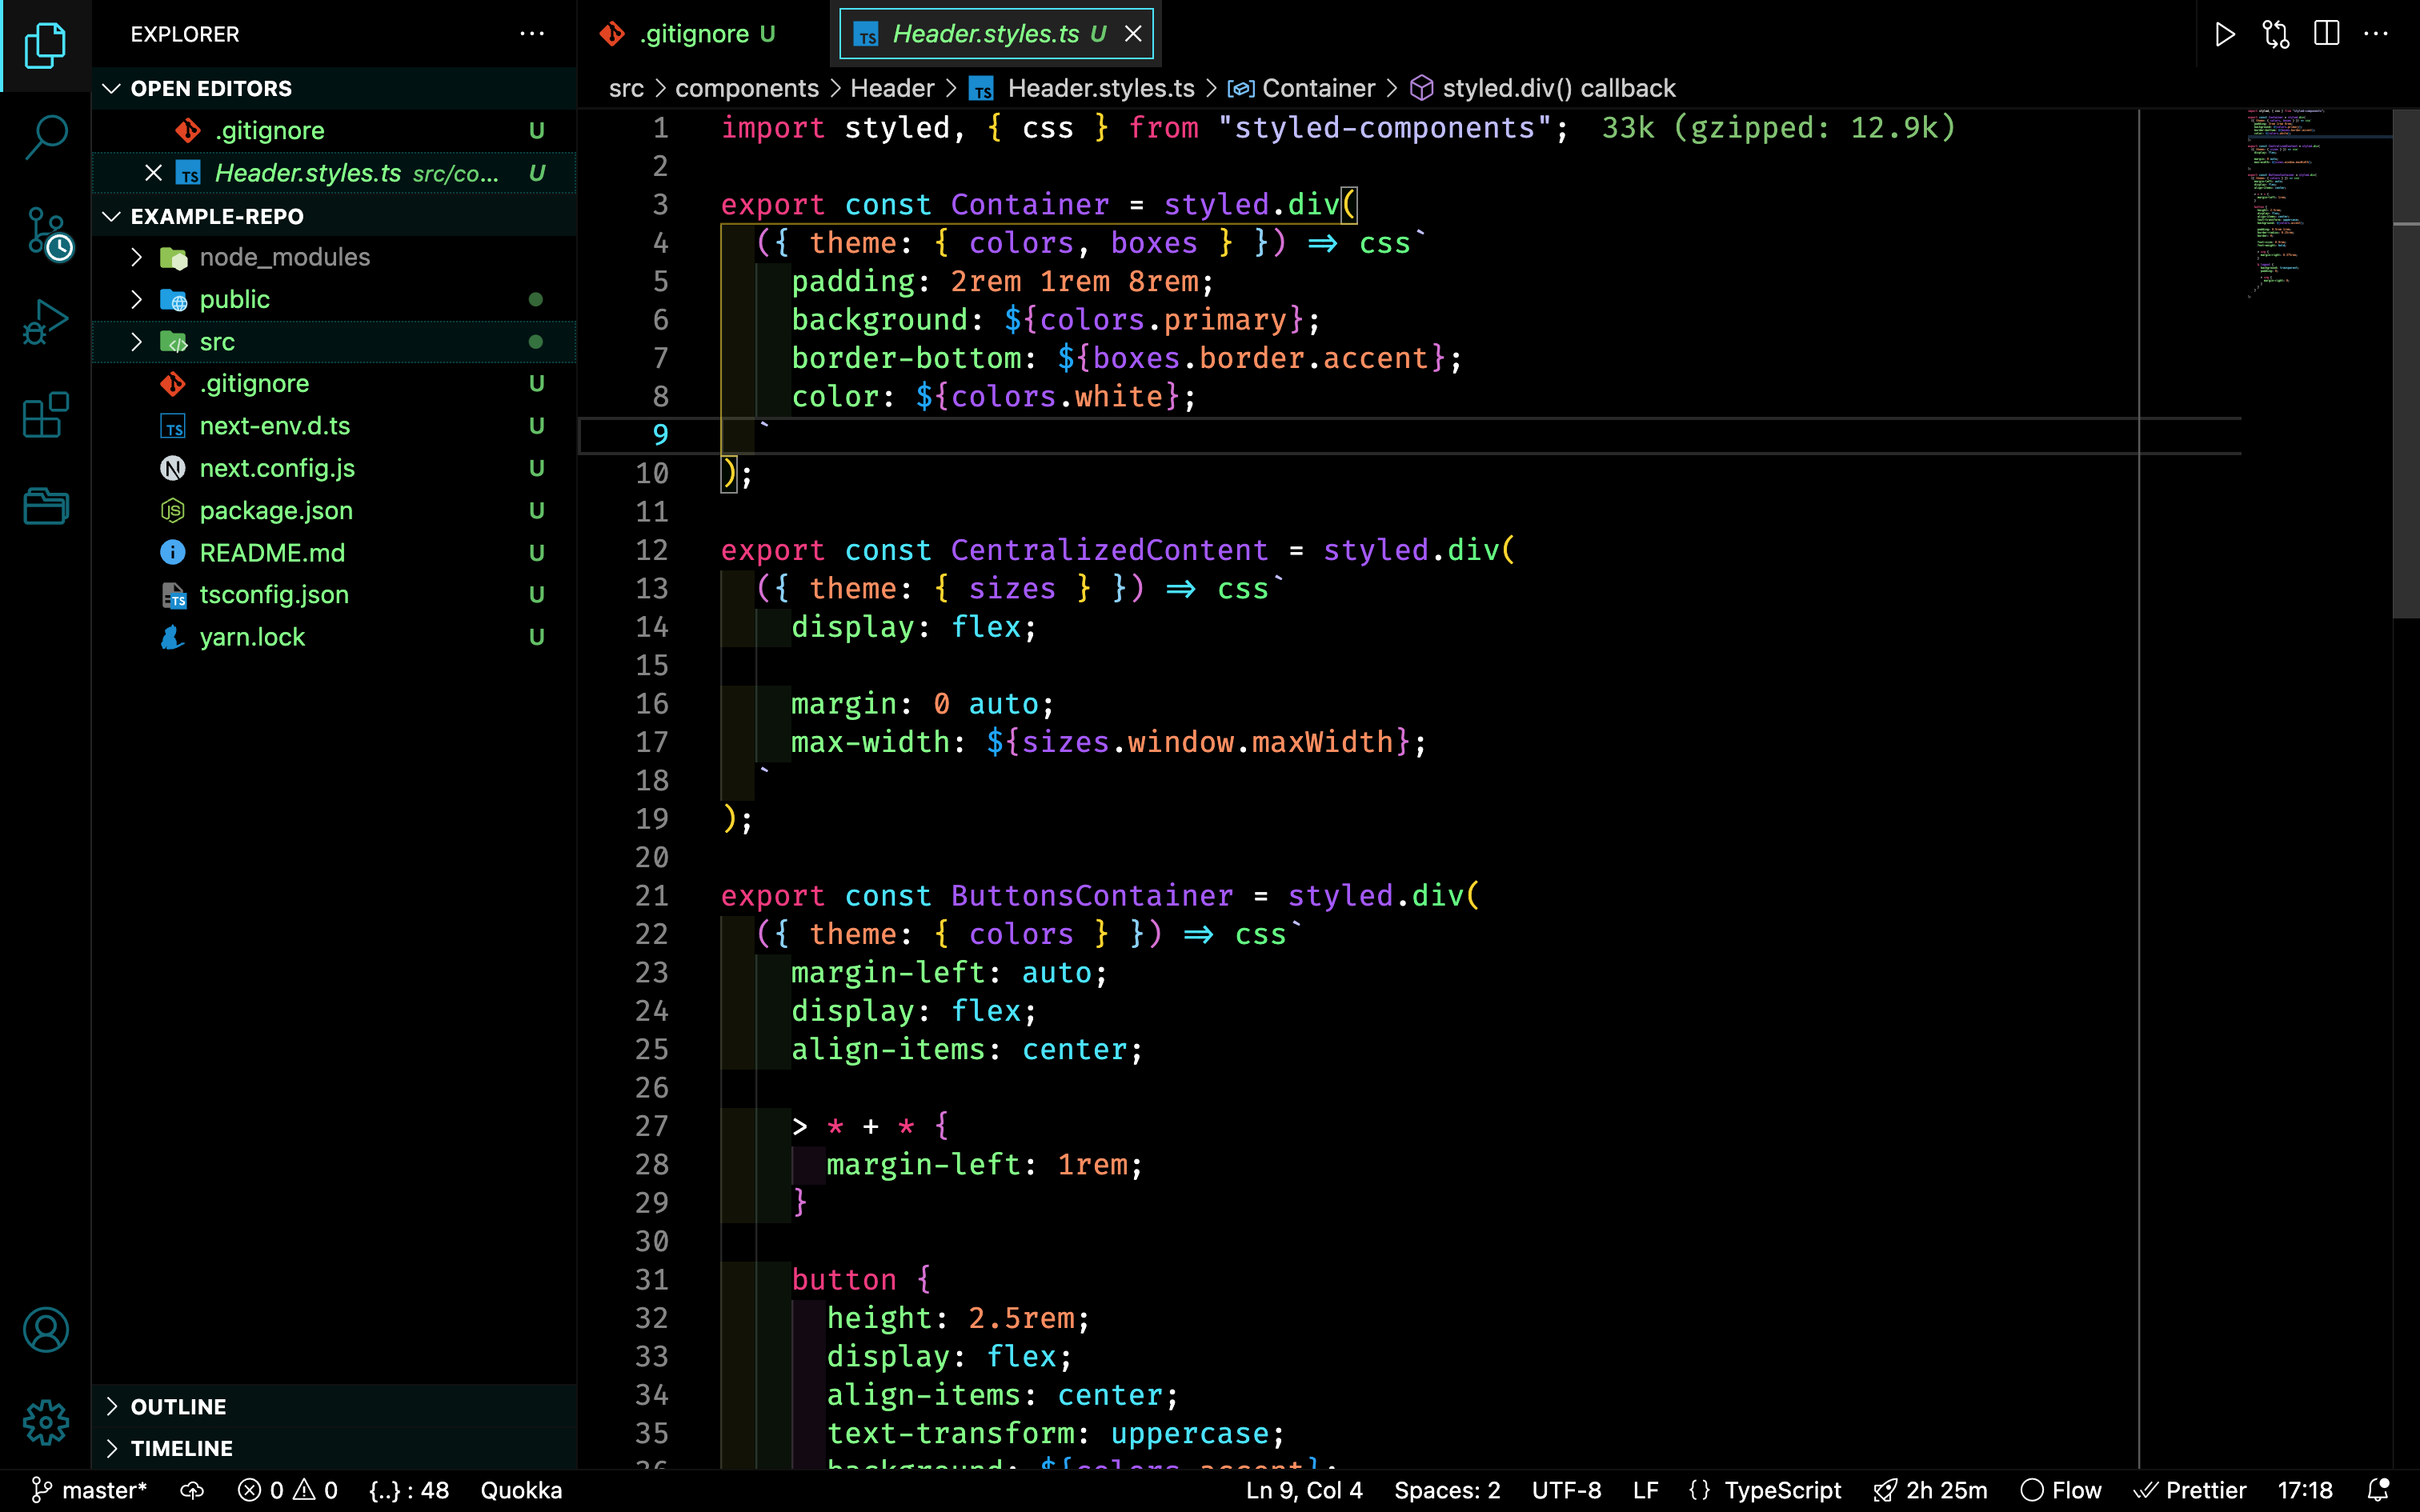 EXPLORER
OPEN EDITORS
.gitignore U
Header.styles.ts src/co... U
EXAMPLE-REPO
node_modules
public
src
.gitignore U
next-env.d.ts U
next.config.js U
package.json U
README.md U
tsconfig.json U
yarn.lock U
OUTLINE
TIMELINE
.gitignore U
Header.styles.ts U
src > components > Header > Header.styles.ts > Container > styled.div() callback
1 import styled, { css } from "styled-components"; 33k (gzipped: 12.9k)
2
3 export const Container = styled.div(
4 ({ theme: { colors, boxes } }) => css`
5 padding: 2rem 1rem 8rem;
6 background: ${colors.primary};
7 border-bottom: ${boxes.border.accent};
8 color: ${colors.white};
9 `
10 );
11
12 export const CentralizedContent = styled.div(
13 ({ theme: { sizes } }) => css`
14 display: flex;
15
16 margin: 0 auto;
17 max-width: ${sizes.window.maxWidth};
18 `
19 );
20
21 export const ButtonsContainer = styled.div(
22 ({ theme: { colors } }) => css`
23 margin-left: auto;
24 display: flex;
25 align-items: center;
26
27 > * + * {
28 margin-left: 1rem;
29 }
30
31 button {
32 height: 2.5rem;
33 display: flex;
34 align-items: center;
35 text-transform: uppercase;
36 background: ${colors.accent};
master* 0 0 {..} : 48 Quokka Ln 9, Col 4 Spaces: 2 UTF-8 LF {} TypeScript 2h 25m Flow Prettier 17:18